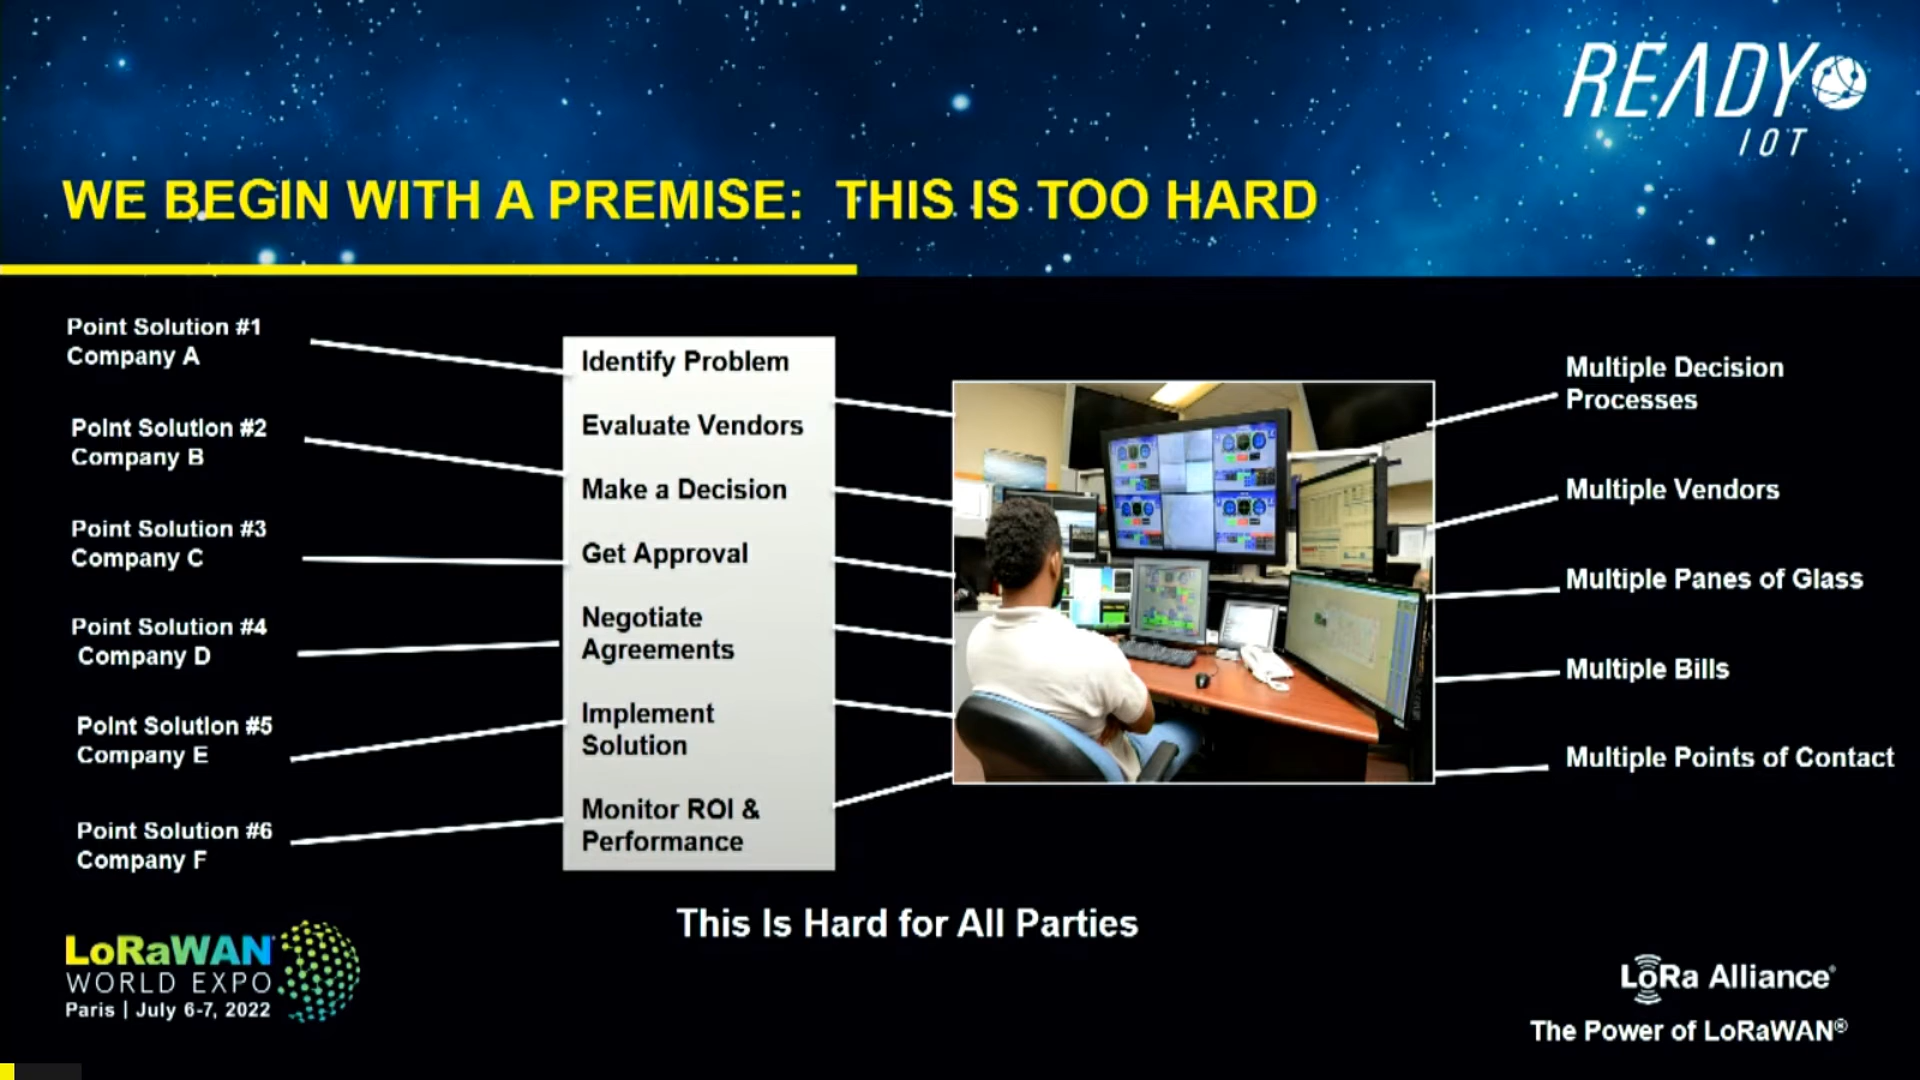 READY
IOT
WE BEGIN WITH A PREMISE: THIS IS TOO HARD
Point Solution #1
Company A
Point Solution #2
Company B
Point Solution #3
Company C
Point Solution #4
Company D
Point Solution #5
Company E
Point Solution #6
Company F
Identify Problem
Evaluate Vendors
Make a Decision
Get Approval
Negotiate
Agreements
Implement
Solution
Monitor ROI &
Performance
Multiple Decision
Processes
Multiple Vendors
Multiple Panes of Glass
Multiple Bills
Multiple Points of Contact
This Is Hard for All Parties
LoRaWAN
WORLD EXPO
Paris | July 6-7, 2022
LoRa Alliance®
The Power of LoRaWAN®